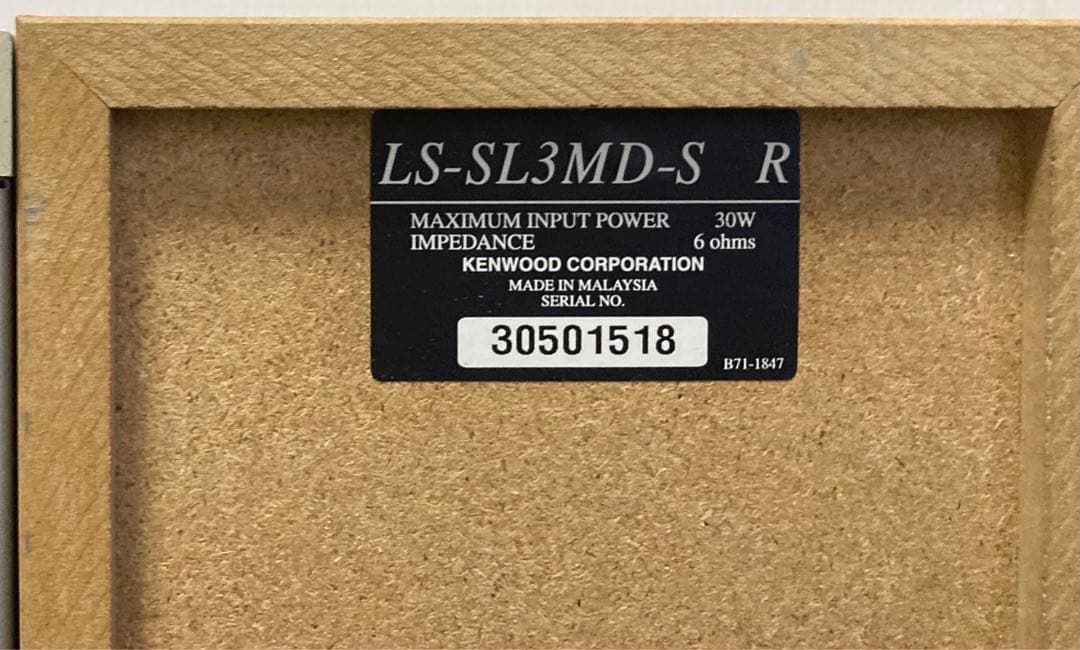 LS-SL3MD-S R
MAXIMUM INPUT POWER 30W
IMPEDANCE 6 ohms
KENWOOD CORPORATION
MADE IN MALAYSIA
SERIAL NO.
30501518
B71-1847